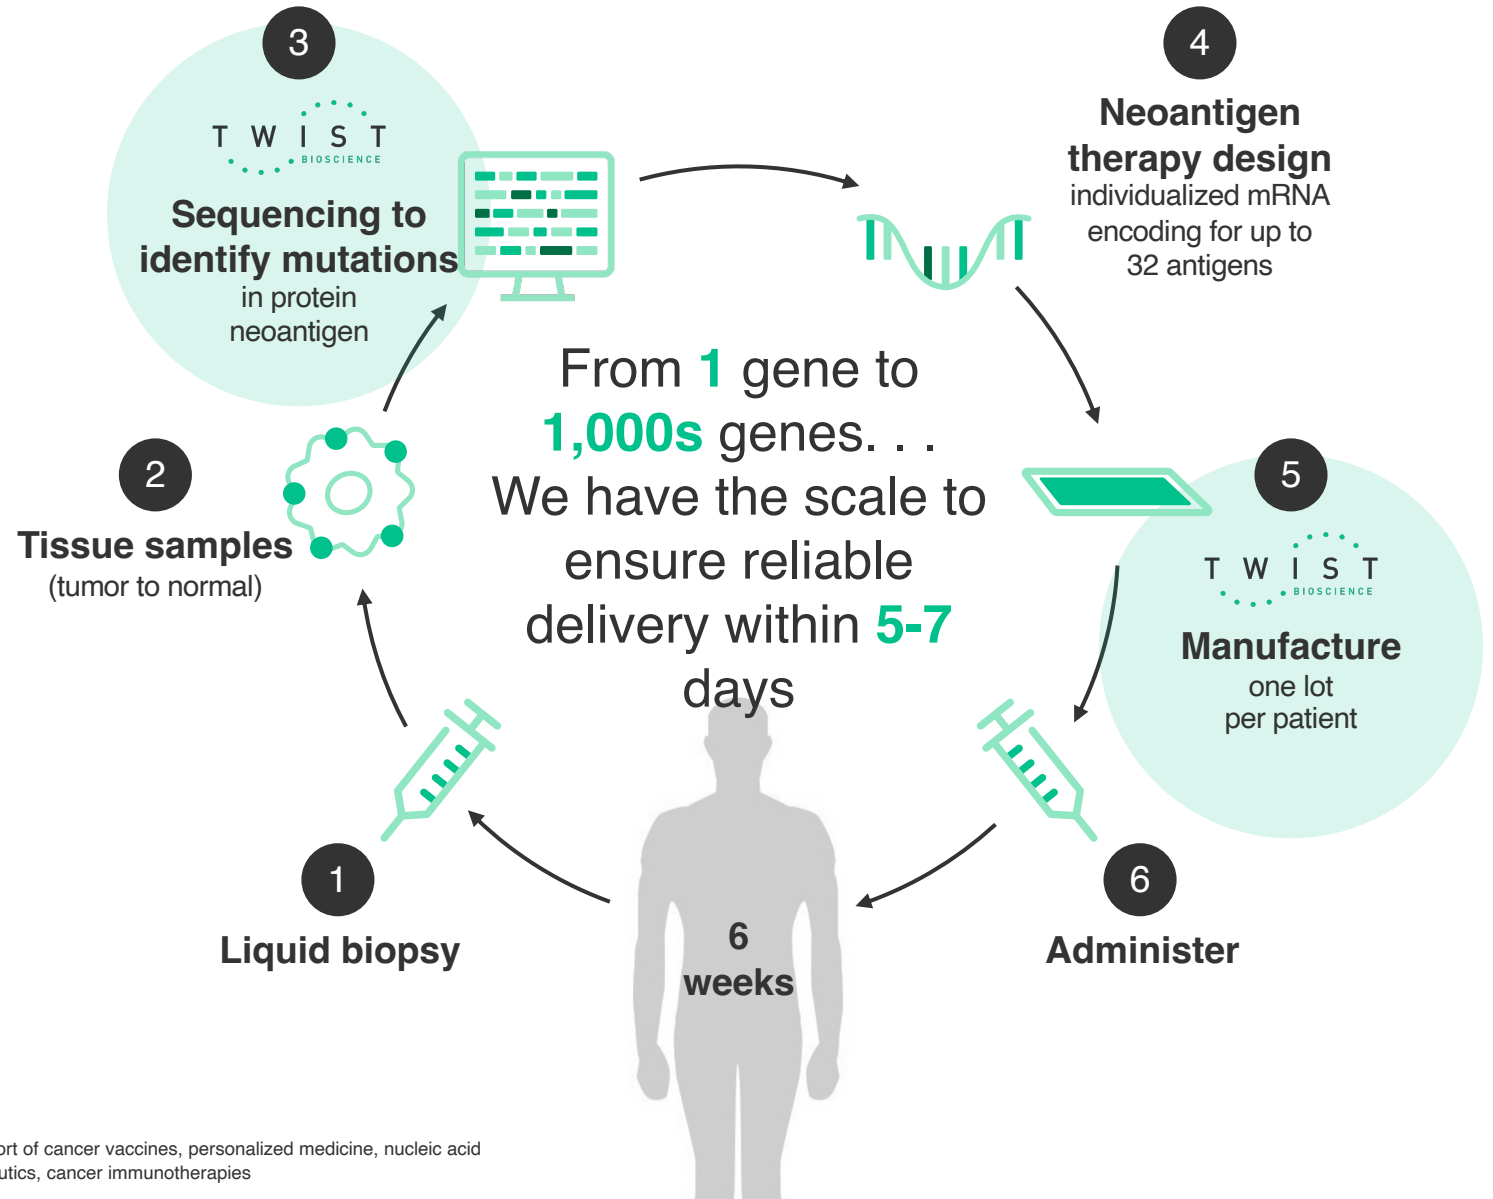 3
TWIST
BIOSCIENCE
Sequencing to
identify mutations
in protein
neoantigen
4
Neoantigen
therapy design
individualized mRNA
encoding for up to
32 antigens
From 1 gene to
1,000s genes. . .
We have the scale to
ensure reliable
delivery within 5-7
days
2
Tissue samples
(tumor to normal)
5
TWIST
BIOSCIENCE
Manufacture
one lot
per patient
1
Liquid biopsy
6
weeks
6
Administer
of cancer vaccines, personalized medicine, nucleic acid
cancer immunotherapies